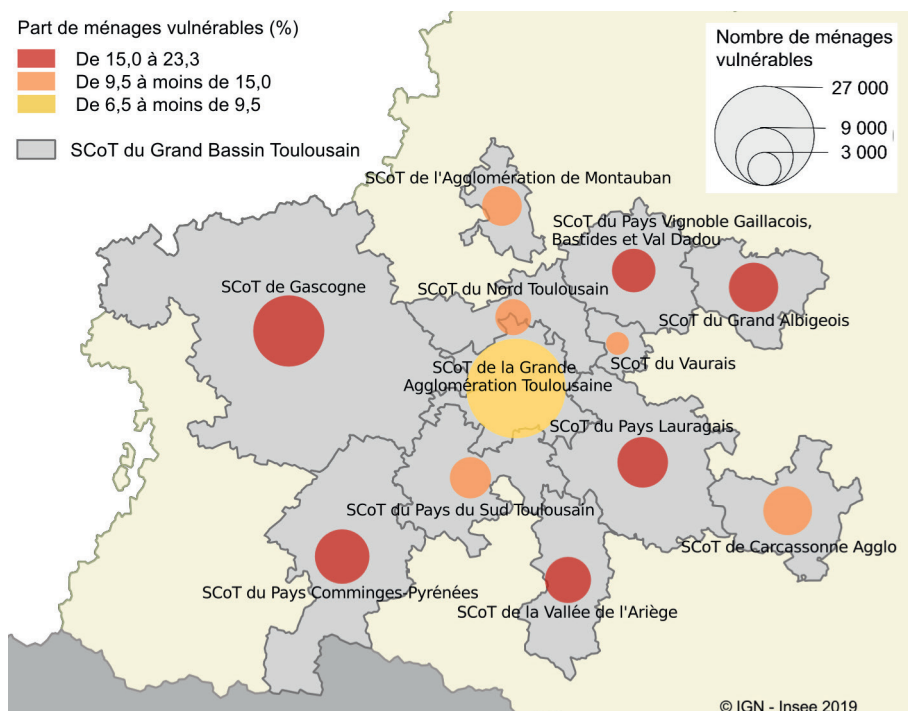 Part de ménages vulnérables (%)
De 15,0 à 23,3
De 9,5 à moins de 15,0
De 6,5 à moins de 9,5
SCoT du Grand Bassin Toulousain
Nombre de ménages
vulnérables
27 000
9 000
3 000
SCoT de l'Agglomération de Montauban
SCoT du Pays Vignoble Gaillacois,
Bastides et Val Dadou
SCoT de Gascogne
SCoT du Nord Toulousain
SCoT du Grand Albigeois
SCoT du Vaurais
SCoT de la Grande
Agglomération Toulousaine
SCoT du Pays Lauragais
SCoT du Pays du Sud Toulousain
SCoT de Carcassonne Agglo
SCoT du Pays Comminges-Pyrénées
SCoT de la Vallée de l'Ariège
© IGN - Insee 2019